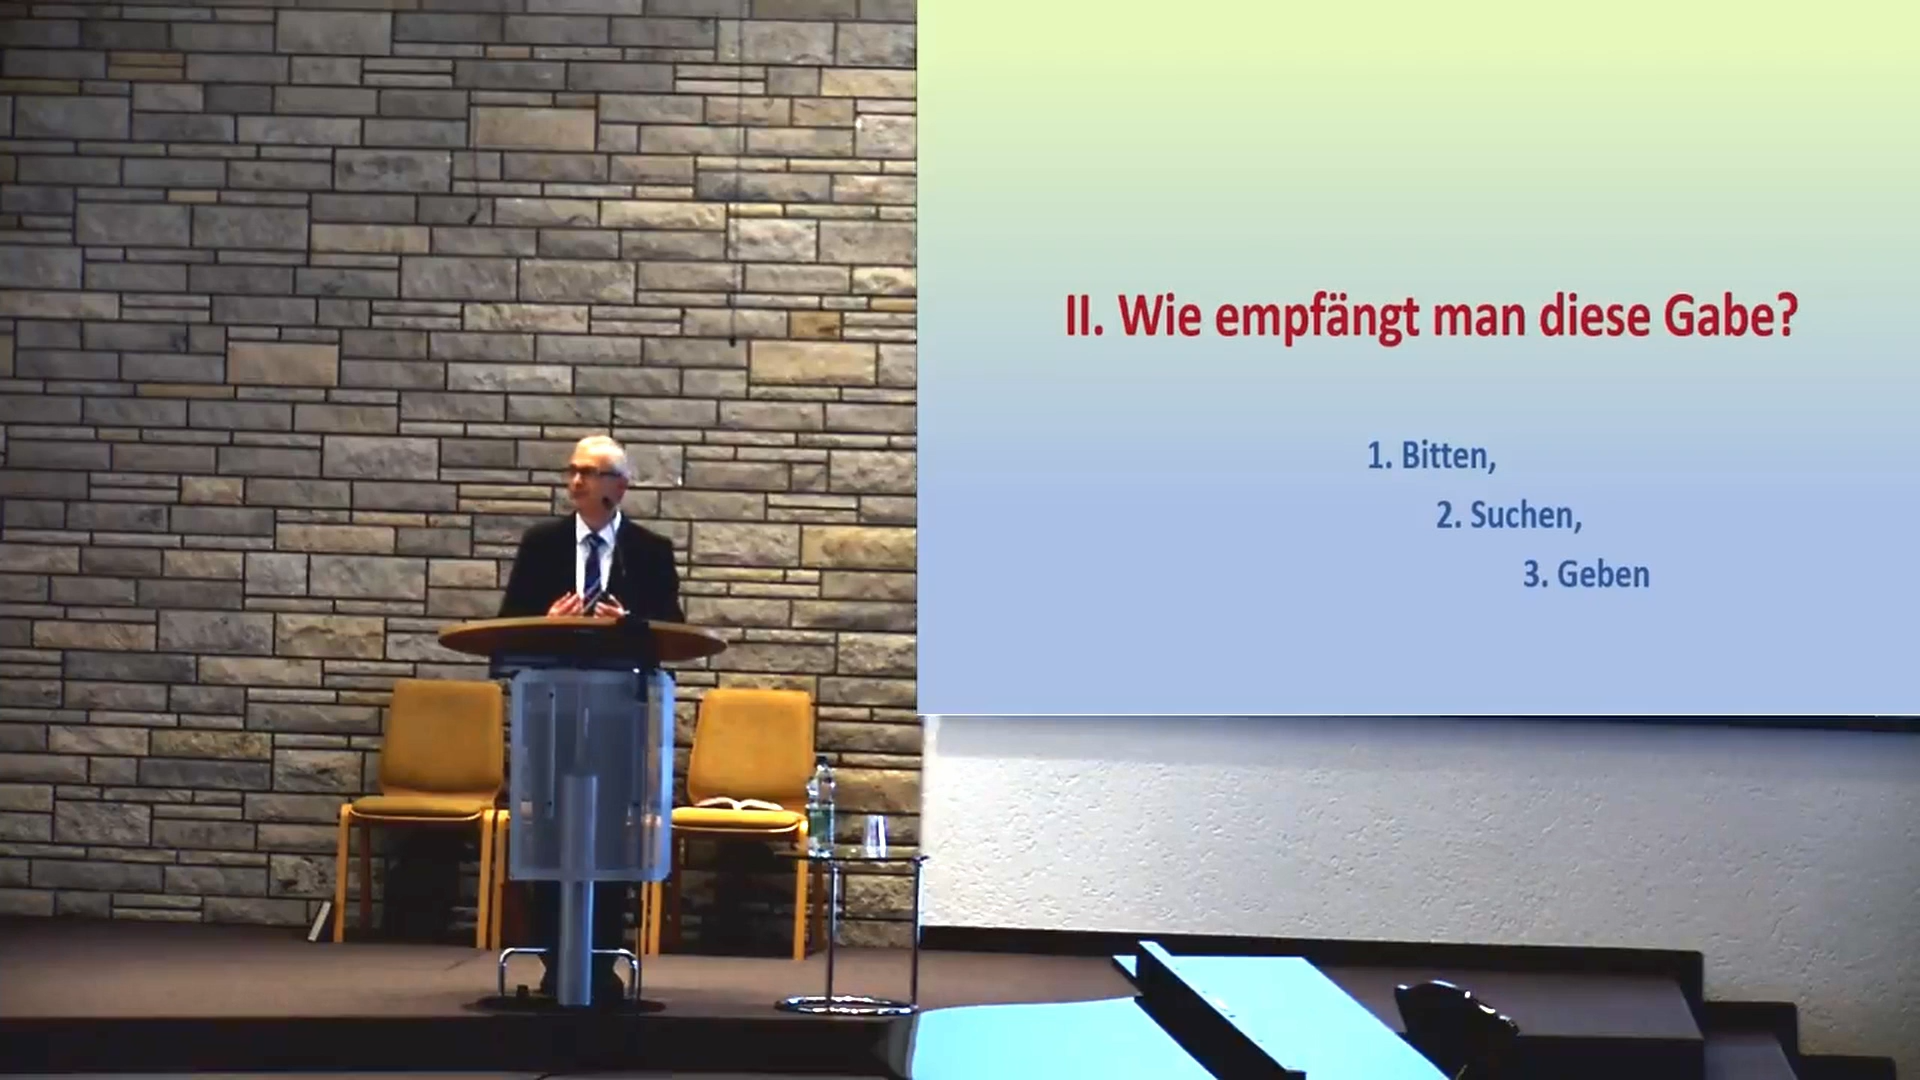 II. Wie empfängt man diese Gabe?
1. Bitten,
2. Suchen,
3. Geben